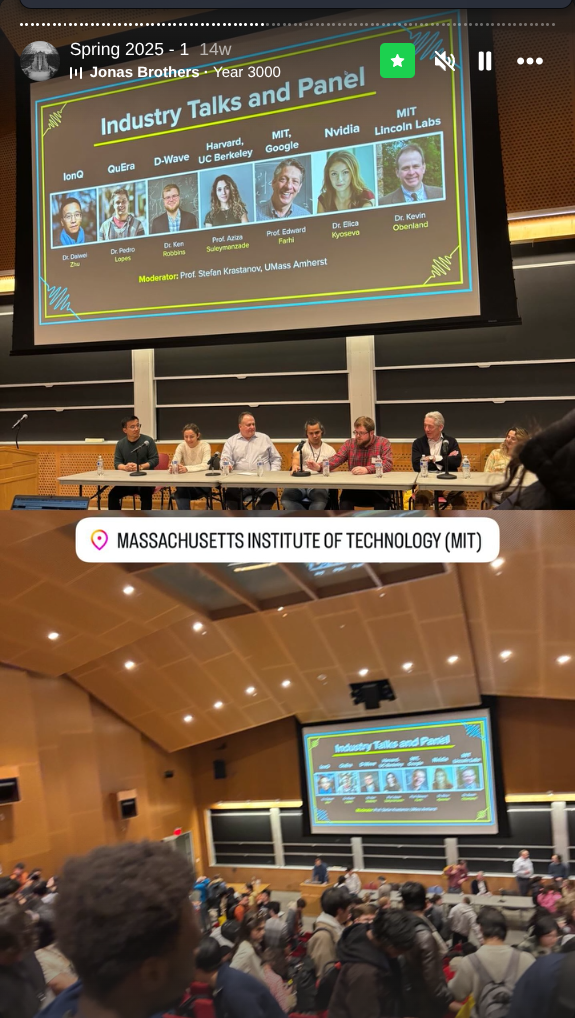 Spring 2025 - 1 14w
Jonas Brothers · Year 3000
Industry Talks and Panel
IonQ
QuEra
D-Wave
Harvard,
UC Berkeley
MIT,
Google
Nvidia
MIT
Lincoln Labs
Dr. Daiwei
Zhu
Dr. Pedro
Lopes
Dr. Ken
Robbins
Prof. Aziza
Suleymanzade
Prof. Edward
Farhi
Dr. Elica
Kyoseva
Dr. Kevin
Obenland
Moderator: Prof. Stefan Krastanov, UMass Amherst
MASSACHUSETTS INSTITUTE OF TECHNOLOGY (MIT)
Industry Talks and Panel